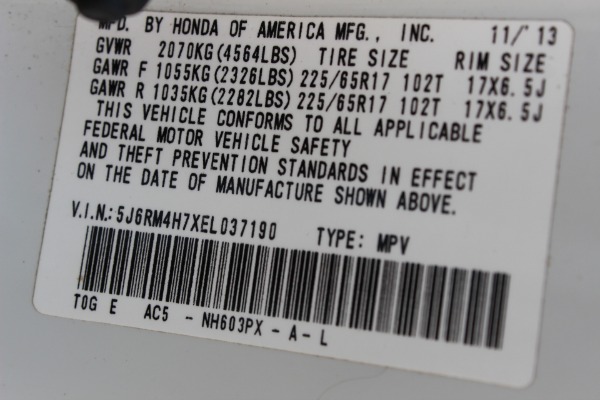 MFD. BY HONDA OF AMERICA MFG., INC. 11/13
GVWR 2070KG(4564LBS) TIRE SIZE RIM SIZE
GAWR F 1055KG(2326LBS) 225/65R17 102T 17X6.5J
GAWR R 1035KG(2282LBS) 225/65R17 102T 17X6.5J
THIS VEHICLE CONFORMS TO ALL APPLICABLE
FEDERAL MOTOR VEHICLE SAFETY
AND THEFT PREVENTION STANDARDS IN EFFECT
ON THE DATE OF MANUFACTURE SHOWN ABOVE.
V.I.N.:5J6RM4H7XEL037190 TYPE: MPV
T0G E AC5 - NH603PX - A - L